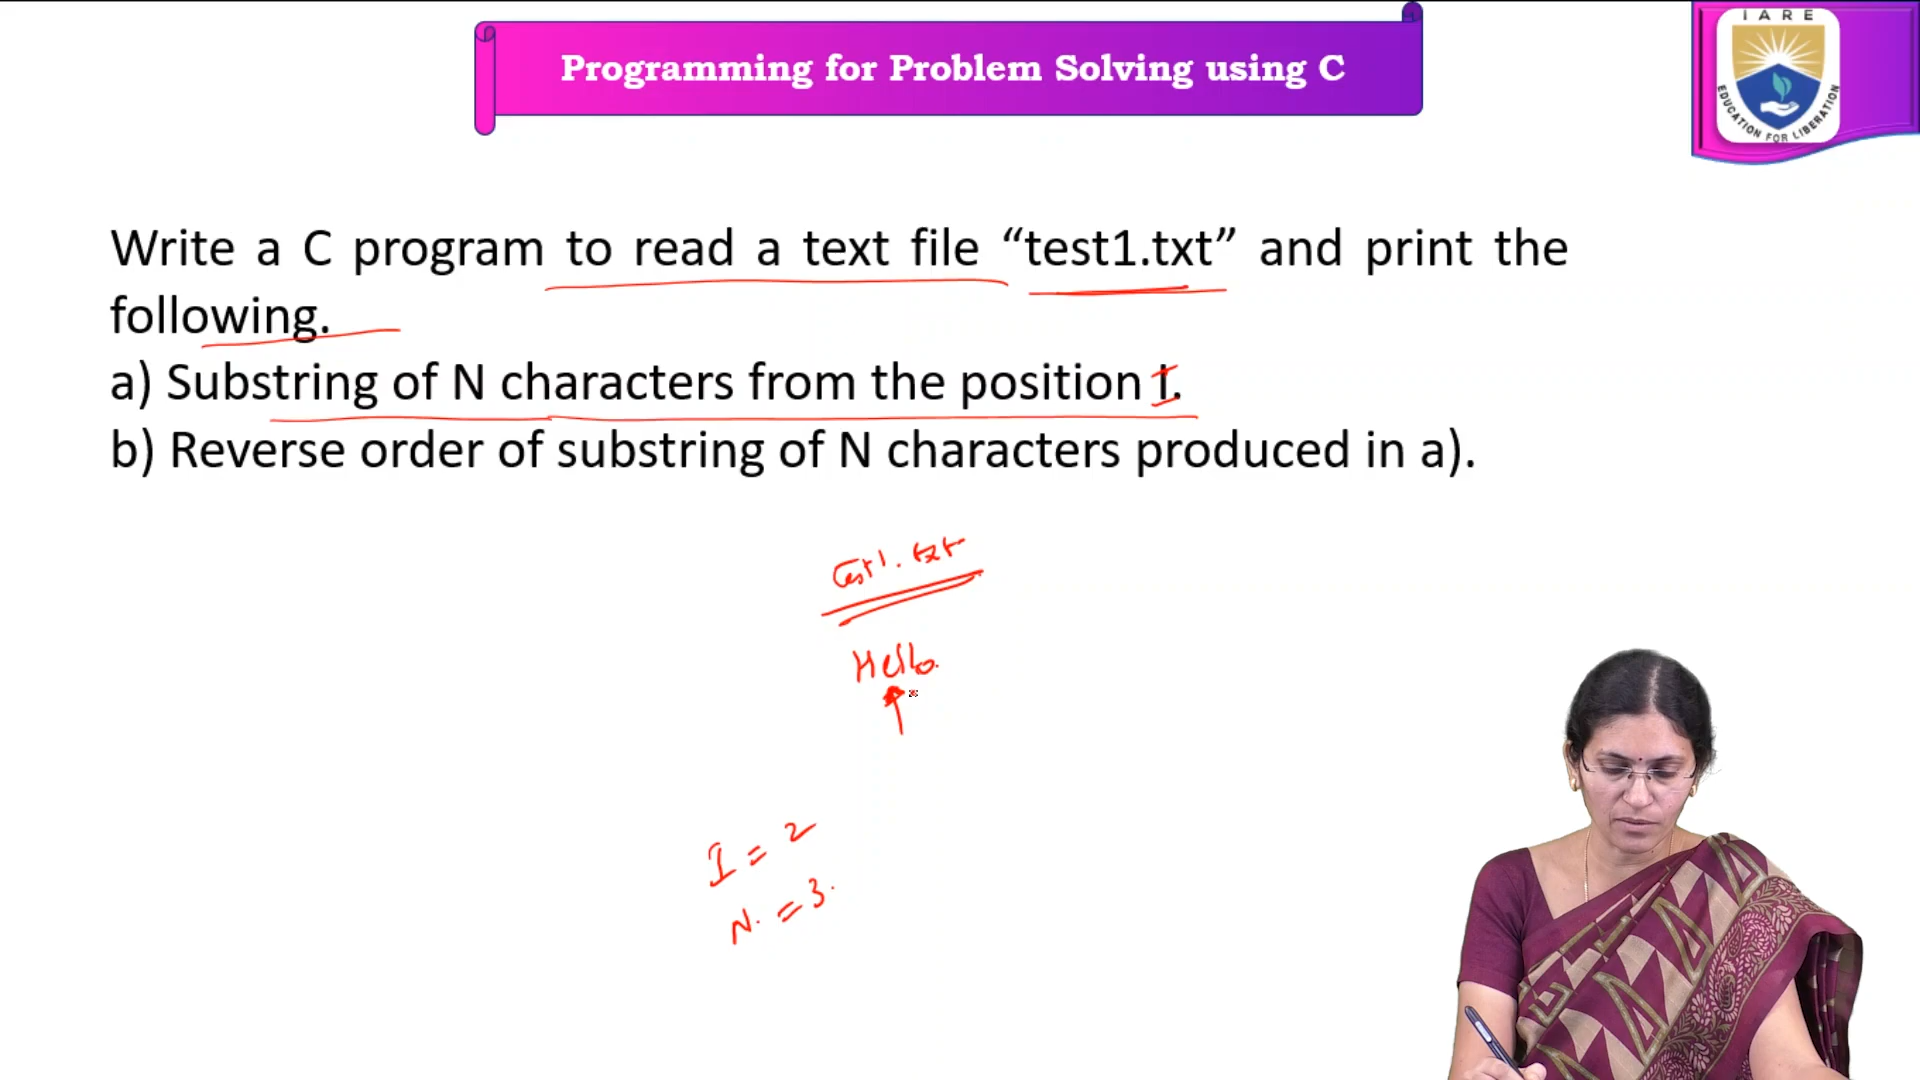 Programming for Problem Solving using C
IARE
EDUCATION FOR LIBERATION
Write a C program to read a text file “test1.txt” and print the
following.
a) Substring of N characters from the position I.
b) Reverse order of substring of N characters produced in a).
Test1.txt
Hello.
I = 2
N. = 3.